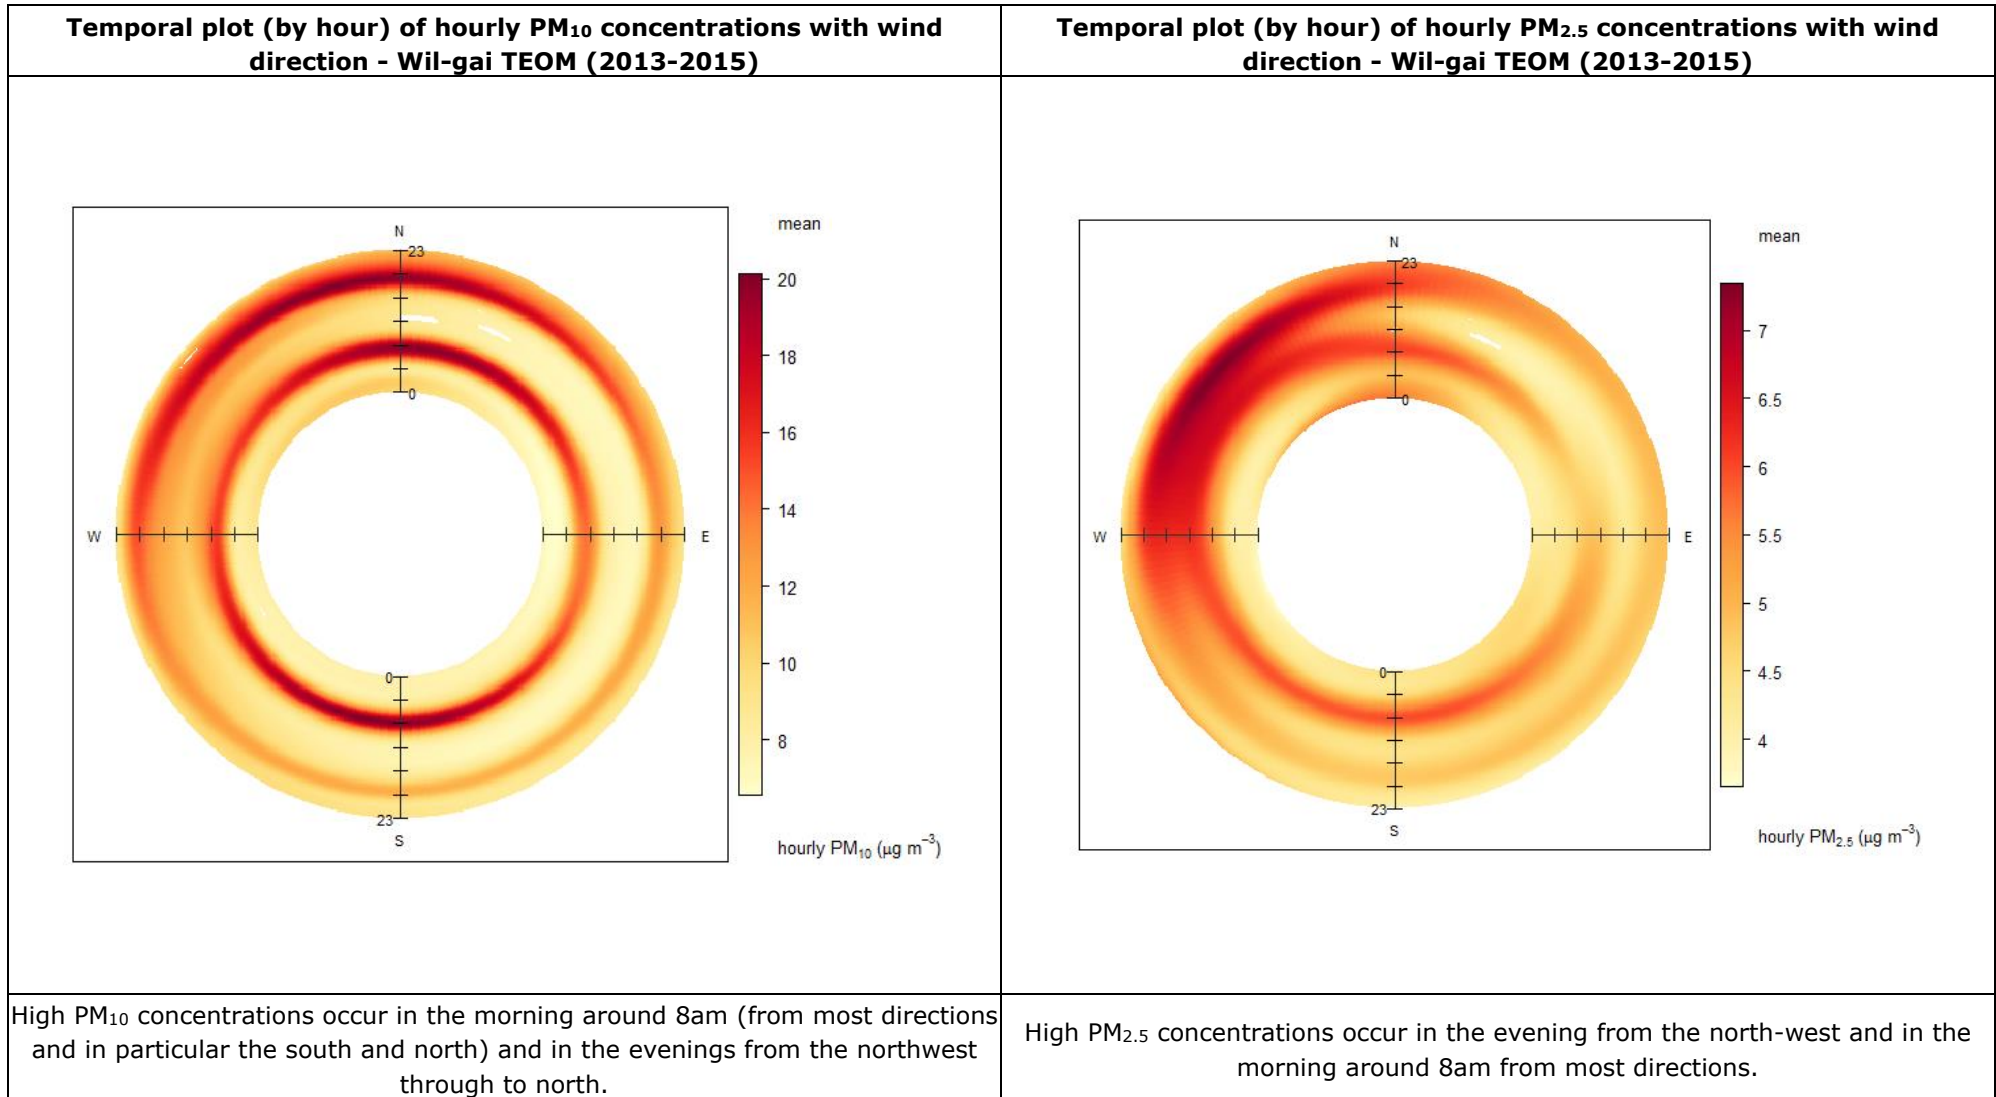 Temporal plot (by hour) of hourly PM₁₀ concentrations with wind
direction - Wil-gai TEOM (2013-2015)
Temporal plot (by hour) of hourly PM₂.₅ concentrations with wind
direction - Wil-gai TEOM (2013-2015)
N
23
0
W
E
0
23
S
mean
20
18
16
14
12
10
8
hourly PM₁₀ (µg m⁻³)
N
23
0
W
E
0
23
S
mean
7
6.5
6
5.5
5
4.5
4
hourly PM₂.₅ (µg m⁻³)
High PM₁₀ concentrations occur in the morning around 8am (from most directions
and in particular the south and north) and in the evenings from the northwest
through to north.
High PM₂.₅ concentrations occur in the evening from the north-west and in the
morning around 8am from most directions.